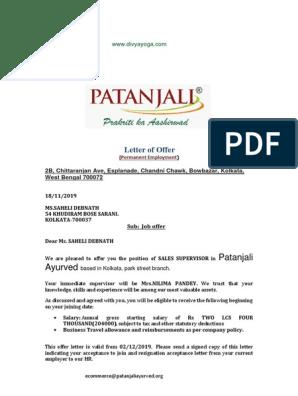 www.divyayoga.com
PATANJALI®
Prakriti ka Aashirwad
Letter of Offer
(Permanent Employment)
PDF
2B, Chittaranjan Ave, Esplanade, Chandni Chawk, Bowbazar, Kolkata,
West Bengal 700072
18/11/2019
MS.SAHELI DEBNATH
54 KHUDIRAM BOSE SARANI.
KOLKATA-700037
Sub: Job offer
Dear Ms. SAHELI DEBNATH
We are pleased to offer you the position of SALES SUPERVISOR in Patanjali
Ayurved based in Kolkata, park street branch.
Your immediate supervisor will be Mrs.NILIMA PANDEY. We trust that your
knowledge, skills and experience will be among our most valuable assets.
As discussed and agreed with you, you will be eligible to receive the following beginning
on your joining date:
• Salary:Annual gross starting salary of Rs TWO LCS FOUR
THOUSAND(204000), subject to tax and other statutory deductions
• Business Travel allowance and reimbursements as per company policy.
This offer letter is valid from 02/12/2019. Please send a signed copy of this letter
indicating your acceptance to join and resignation acceptance letter from your current
employer to our HR.
ecommerce@patanjaliayurved.org